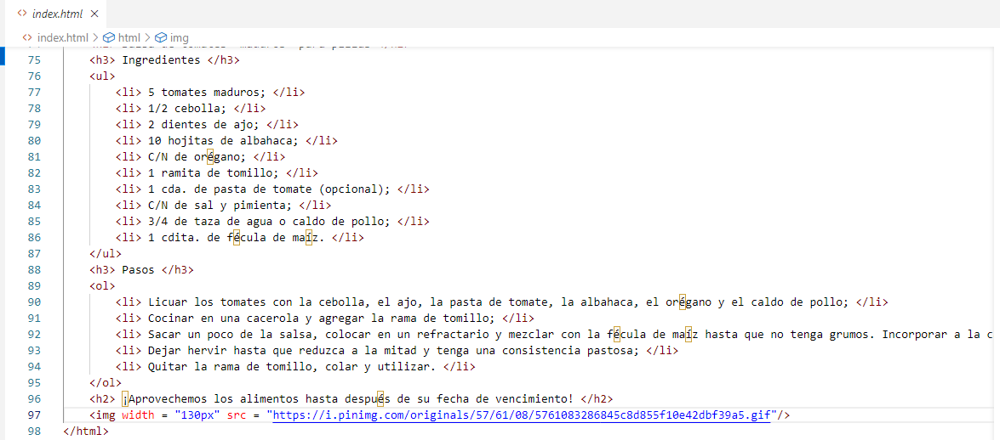 index.html
index.html > html > img
75 <h3> Ingredientes </h3>
76 <ul>
77 <li> 5 tomates maduros; </li>
78 <li> 1/2 cebolla; </li>
79 <li> 2 dientes de ajo; </li>
80 <li> 10 hojitas de albahaca; </li>
81 <li> C/N de orégano; </li>
82 <li> 1 ramita de tomillo; </li>
83 <li> 1 cda. de pasta de tomate (opcional); </li>
84 <li> C/N de sal y pimienta; </li>
85 <li> 3/4 de taza de agua o caldo de pollo; </li>
86 <li> 1 cdita. de fécula de maíz. </li>
87 </ul>
88 <h3> Pasos </h3>
89 <ol>
90 <li> Licuar los tomates con la cebolla, el ajo, la pasta de tomate, la albahaca, el orégano y el caldo de pollo; </li>
91 <li> Cocinar en una cacerola y agregar la rama de tomillo; </li>
92 <li> Sacar un poco de la salsa, colocar en un refractario y mezclar con la fécula de maíz hasta que no tenga grumos. Incorporar a la c
93 <li> Dejar hervir hasta que reduzca a la mitad y tenga una consistencia pastosa; </li>
94 <li> Quitar la rama de tomillo, colar y utilizar. </li>
95 </ol>
96 <h2> ¡Aprovechemos los alimentos hasta después de su fecha de vencimiento! </h2>
97 <img width = "130px" src = "https://i.pinimg.com/originals/57/61/08/5761083286845c8d855f10e42dbf39a5.gif"/>
98 </html>